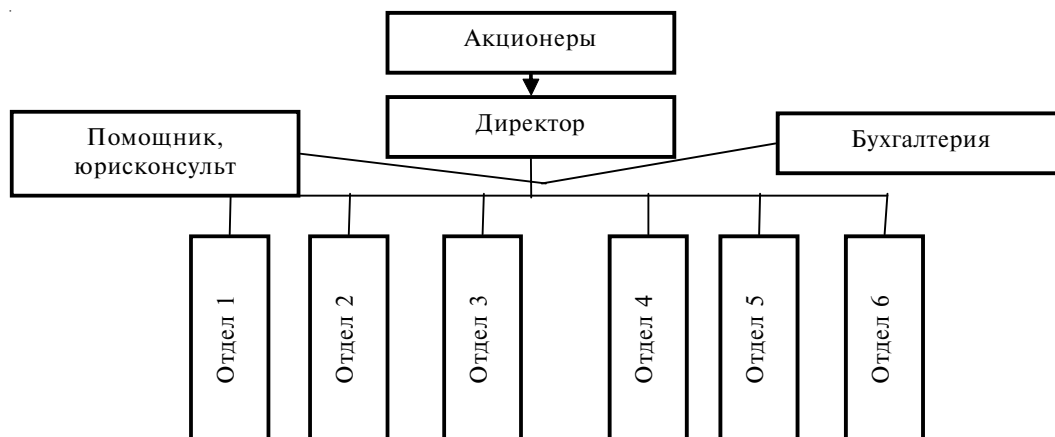 Акционеры
Директор
Помощник,
юрисконсульт
Бухгалтерия
Отдел 1
Отдел 2
Отдел 3
Отдел 4
Отдел 5
Отдел 6